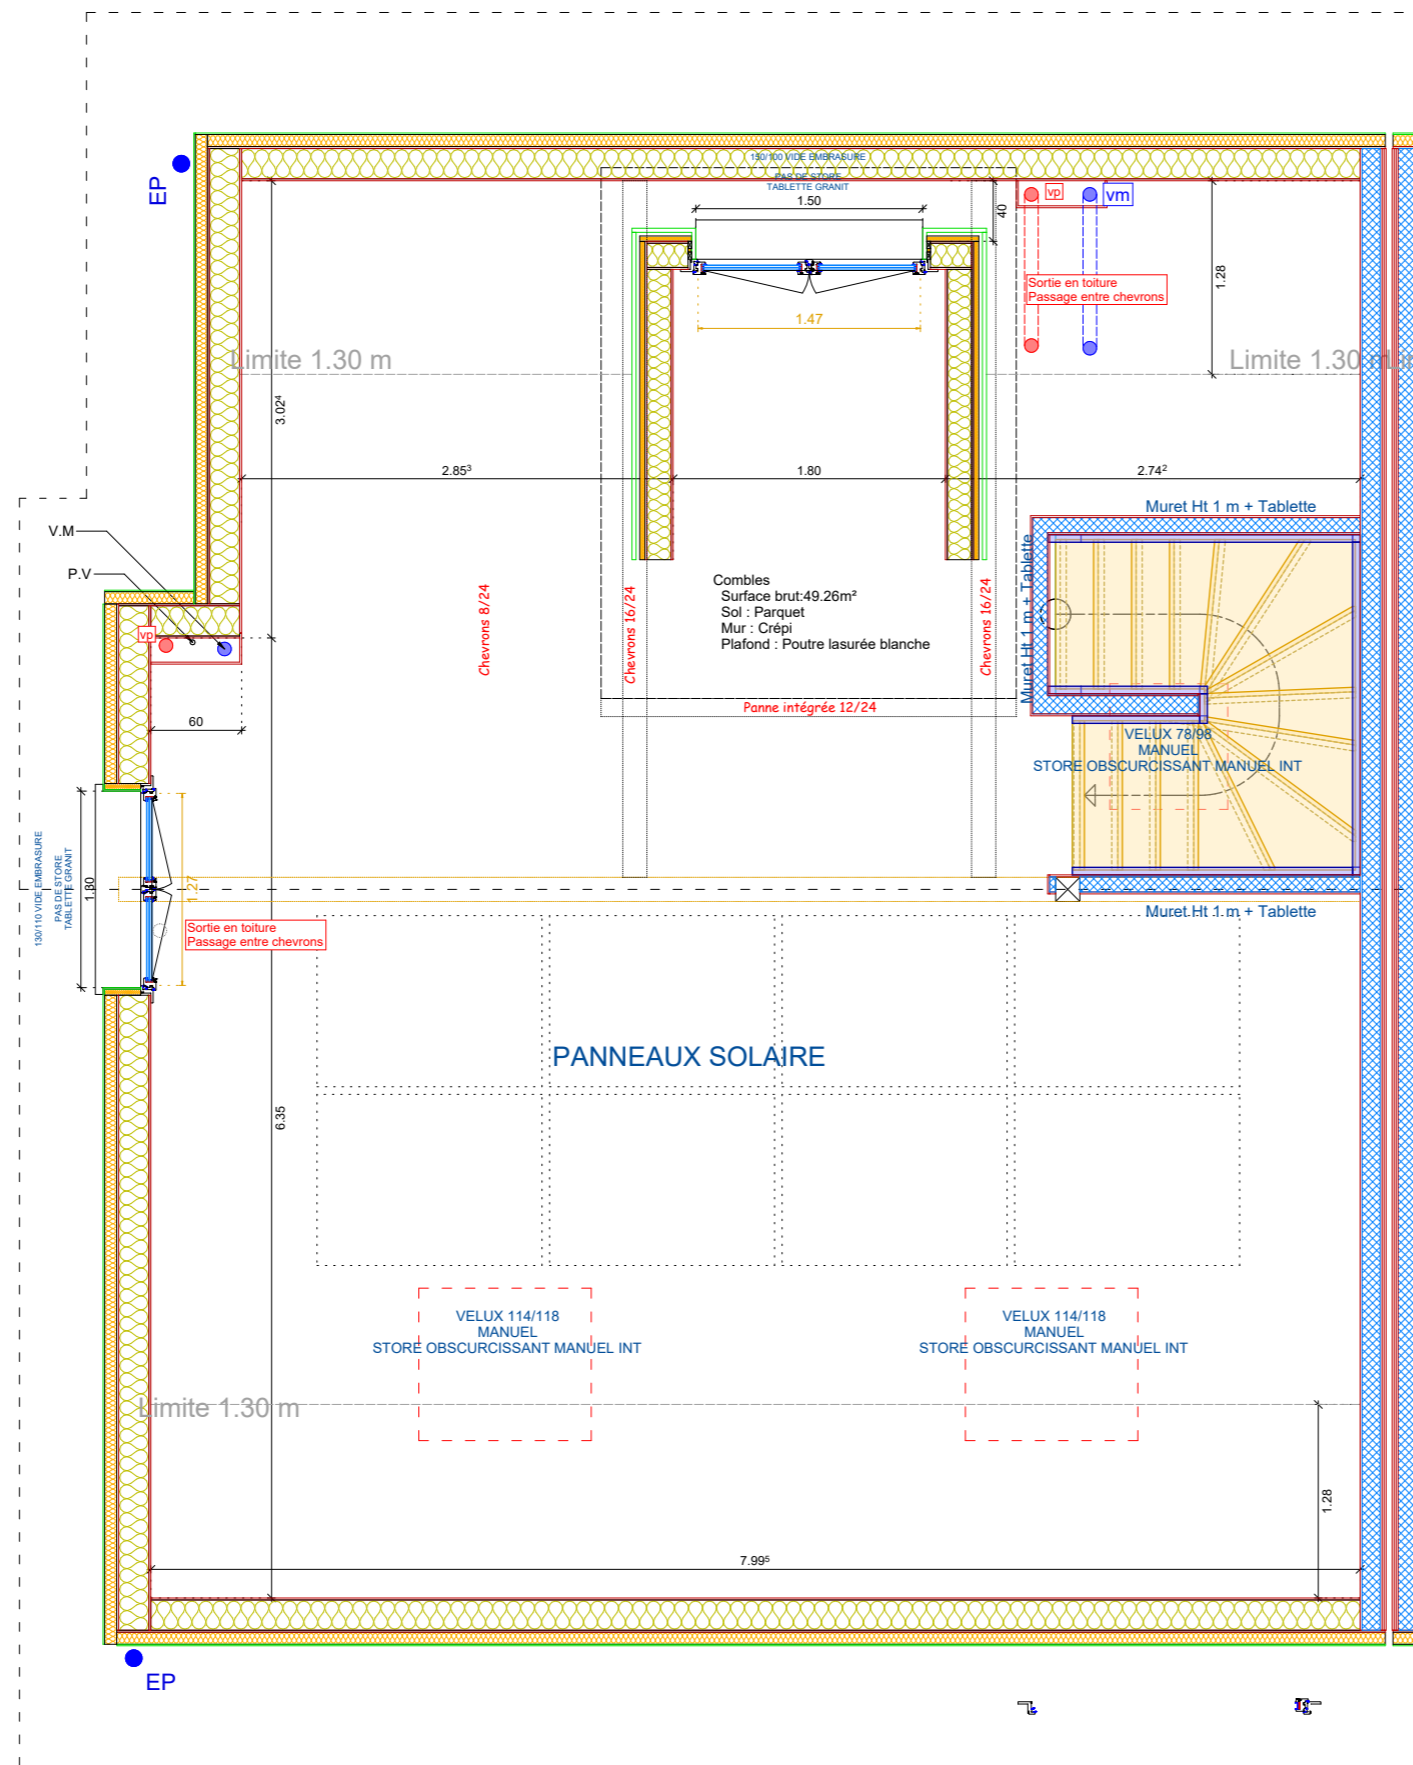 150/100 VIDE EMBRASURE
PAS DE STORE
TABLETTE GRANIT
1.50
40
EP
vp
vm
1.28
Sortie en toiture
Passage entre chevrons
1.47
Limite 1.30 m
Limite 1.30 m
3.02⁴
2.85³
1.80
2.74²
Muret Ht 1 m + Tablette
V.M
P.V
Muret Ht 1 m + Tablette
Combles
Surface brut:49.26m²
Sol : Parquet
Mur : Crépi
Plafond : Poutre lasurée blanche
Chevrons 8/24
Chevrons 16/24
Chevrons 16/24
vp
Panne intégrée 12/24
60
VELUX 78/98
MANUEL
STORE OBSCURCISSANT MANUEL INT
130/110 VIDE EMBRASURE
PAS DE STORE
TABLETTE GRANIT
1.30
1.27
Sortie en toiture
Passage entre chevrons
Muret Ht 1 m + Tablette
PANNEAUX SOLAIRE
6.35
VELUX 114/118
MANUEL
STORE OBSCURCISSANT MANUEL INT
VELUX 114/118
MANUEL
STORE OBSCURCISSANT MANUEL INT
Limite 1.30 m
1.28
7.99⁵
EP